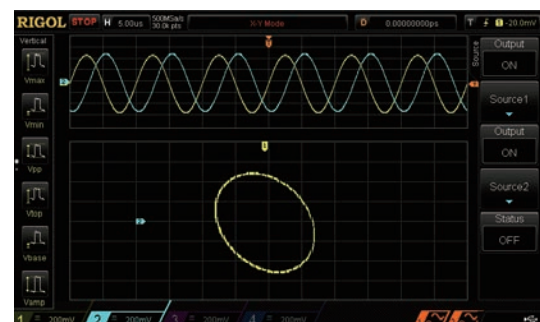 RIGOL STOP H 5.00us 500MSa/s 30.0k pts X-Y Mode D 0.00000000ps T 1 -20.0mV
Vertical
Vmax
Vmin
Vpp
Vtop
Vbase
Vamp
Source
Output
ON
Source1
Output
ON
Source2
Status
OFF
1 = 200mV 2 = 200mV 3 = 200mV 4 = 200mV